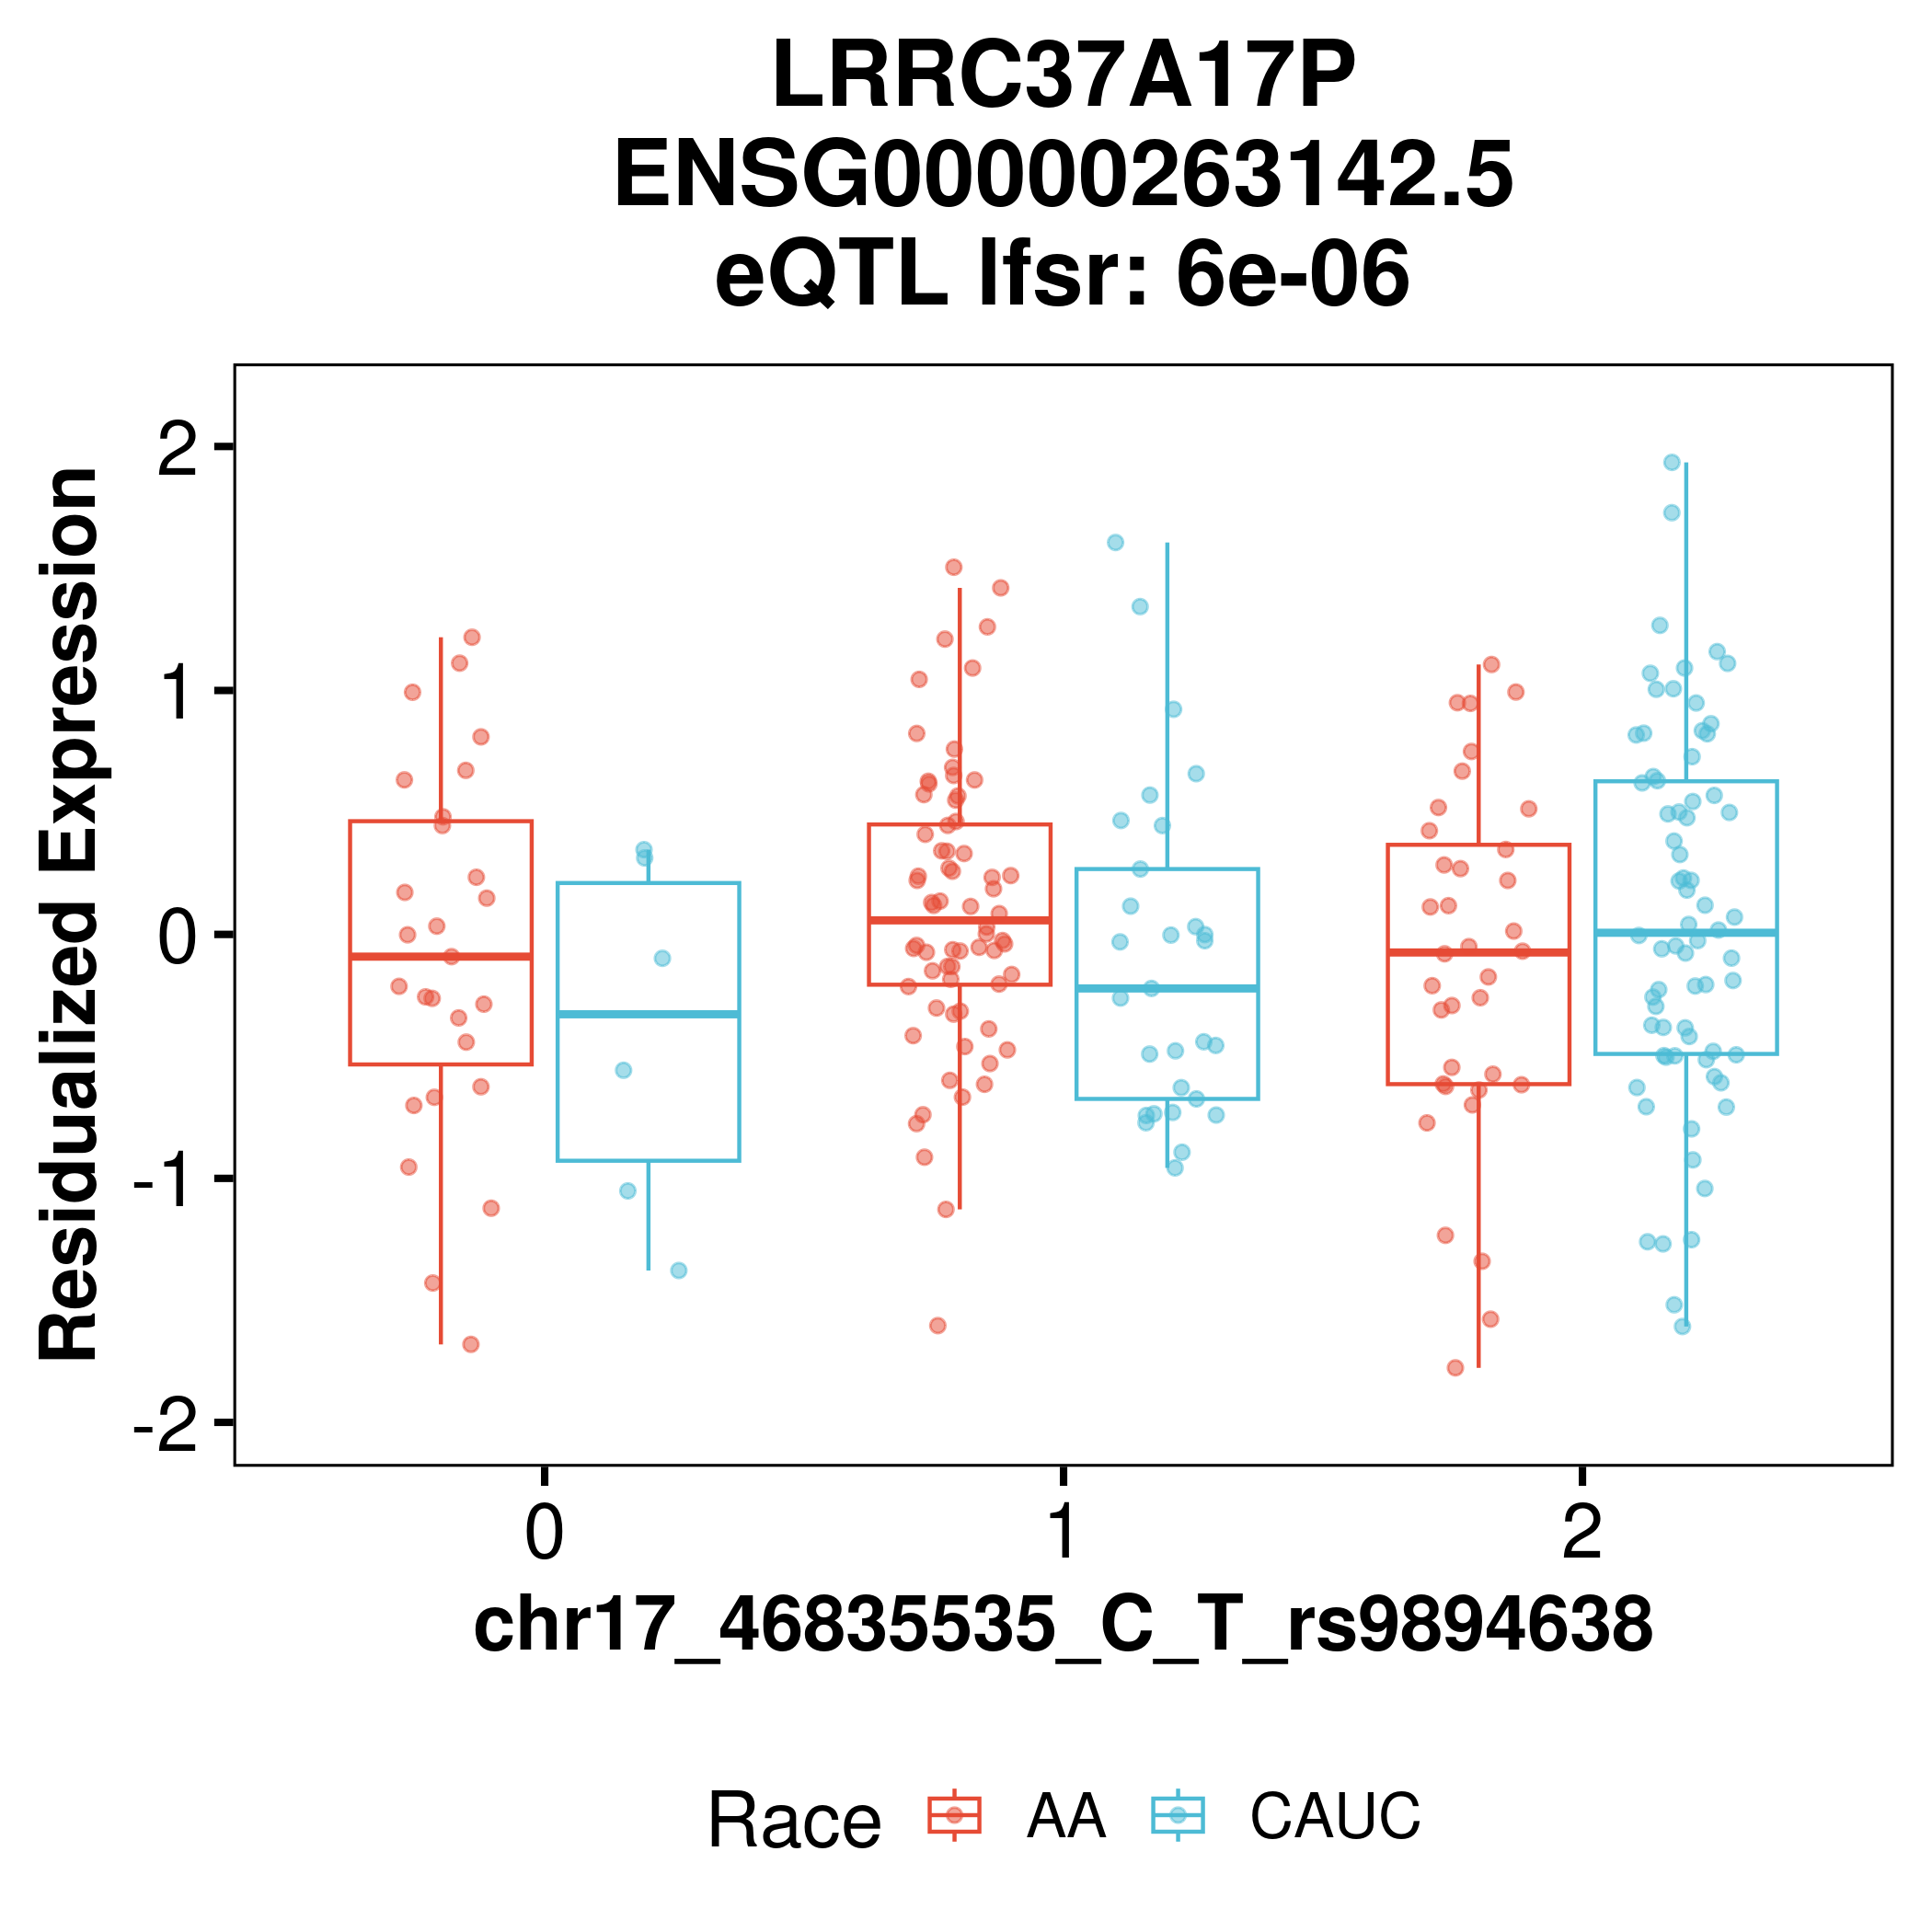 LRRC37A17P
ENSG00000263142.5
eQTL lfsr: 6e-06
Residualized Expression
2
1
0
-1
-2
0 1 2
chr17_46835535_C_T_rs9894638
Race AA CAUC